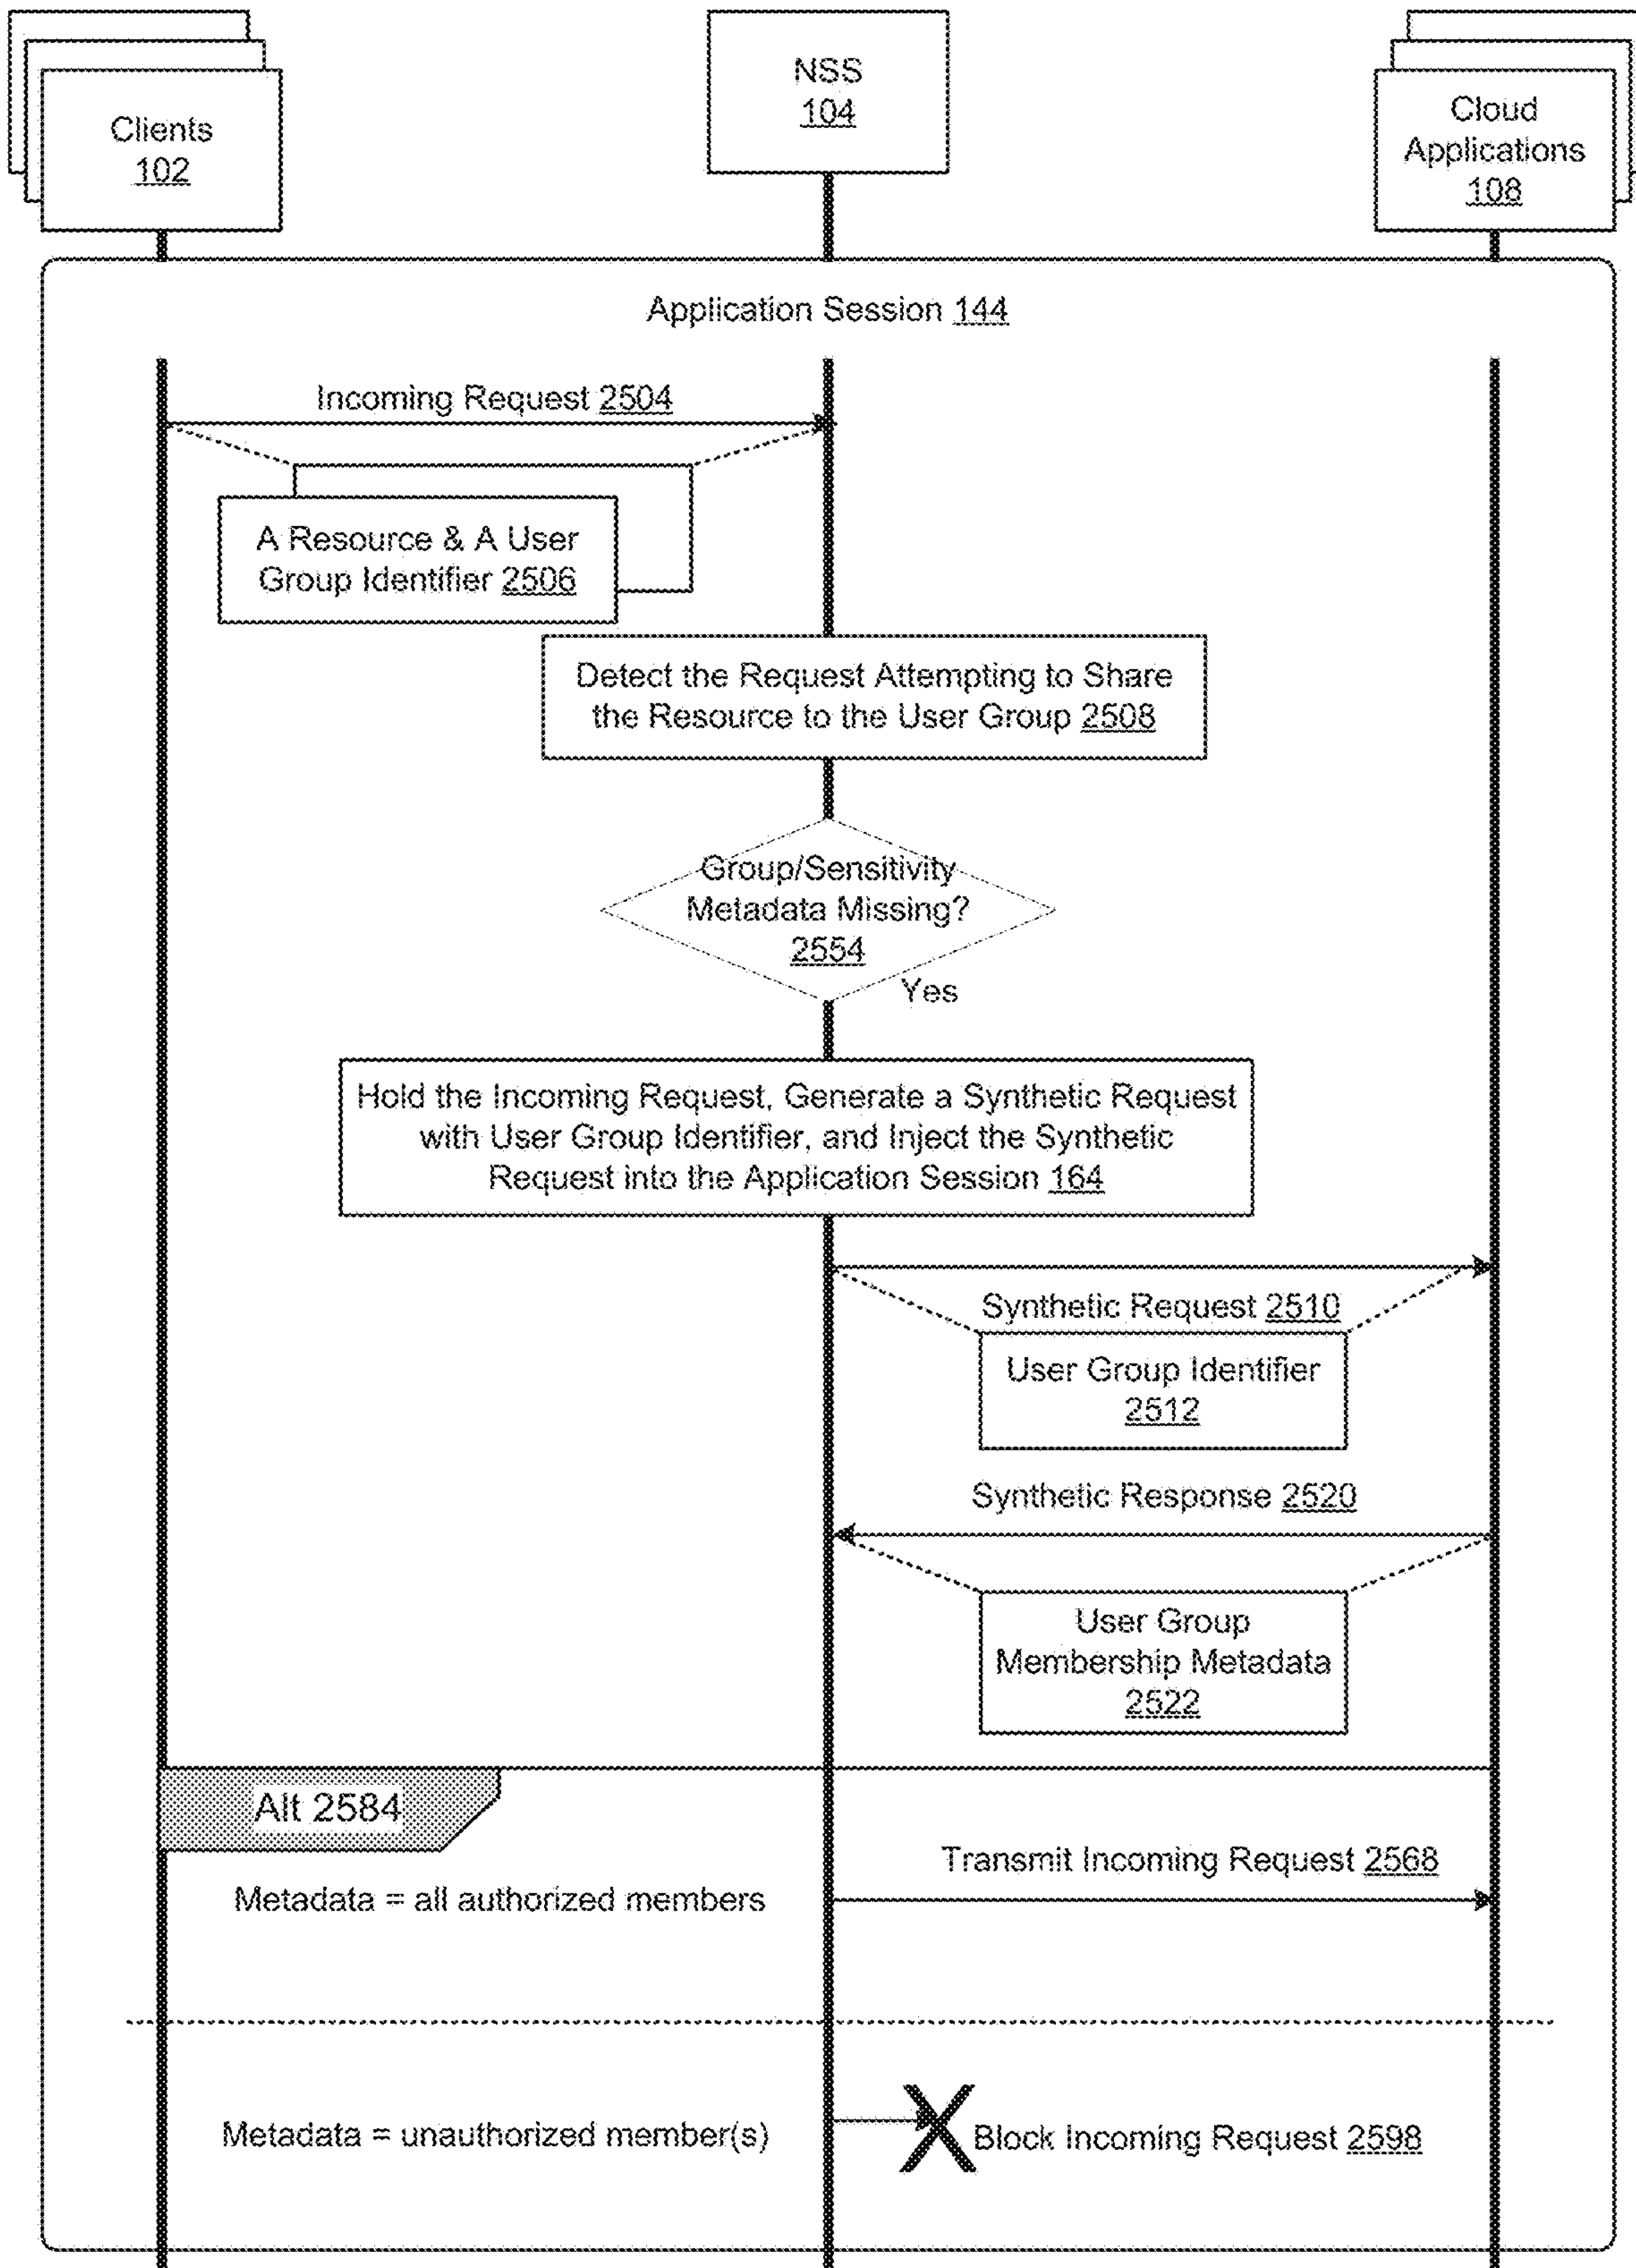 Clients
102
NSS
104
Cloud
Applications
108
Application Session 144
Incoming Request 2504
A Resource & A User
Group Identifier 2506
Detect the Request Attempting to Share
the Resource to the User Group 2508
Group/Sensitivity
Metadata Missing?
2554
Yes
Hold the Incoming Request, Generate a Synthetic Request
with User Group Identifier, and Inject the Synthetic
Request into the Application Session 164
Synthetic Request 2510
User Group Identifier
2512
Synthetic Response 2520
User Group
Membership Metadata
2522
Alt 2584
Transmit Incoming Request 2568
Metadata = all authorized members
Metadata = unauthorized member(s)
Block Incoming Request 2598